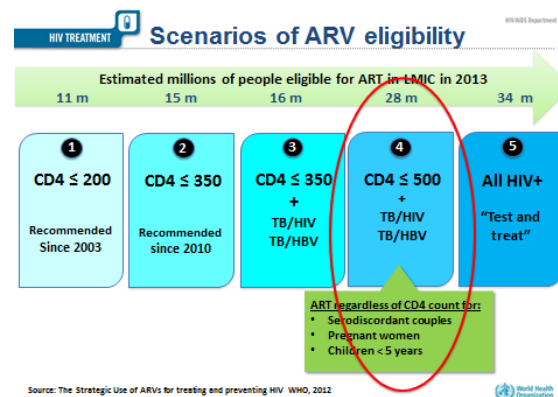 HIV TREATMENT
Scenarios of ARV eligibility
HIV/AIDS Department
Estimated millions of people eligible for ART in LMIC in 2013
11 m 15 m 16 m 28 m 34 m
1 2 3 4 5
CD4 ≤ 200
Recommended
Since 2003
CD4 ≤ 350
Recommended
since 2010
CD4 ≤ 350
+
TB/HIV
TB/HBV
CD4 ≤ 500
+
TB/HIV
TB/HBV
All HIV+
“Test and
treat”
ART regardless of CD4 count for:
• Serodiscordant couples
• Pregnant women
• Children < 5 years
Source: The Strategic Use of ARVs for treating and preventing HIV WHO, 2012
World Health
Organization